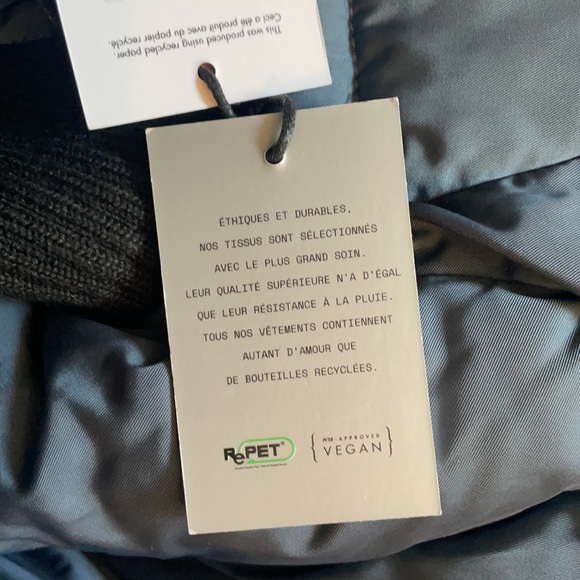 This was produced using recycled paper.
Ceci a été produit avec du papier recyclé.
ÉTHIQUES ET DURABLES,
NOS TISSUS SONT SÉLECTIONNÉS
AVEC LE PLUS GRAND SOIN.
LEUR QUALITÉ SUPÉRIEURE N'A D'ÉGAL
QUE LEUR RÉSISTANCE À LA PLUIE.
TOUS NOS VÊTEMENTS CONTIENNENT
AUTANT D'AMOUR QUE
DE BOUTEILLES RECYCLÉES.
RePET®
PETA - APPROVED
VEGAN